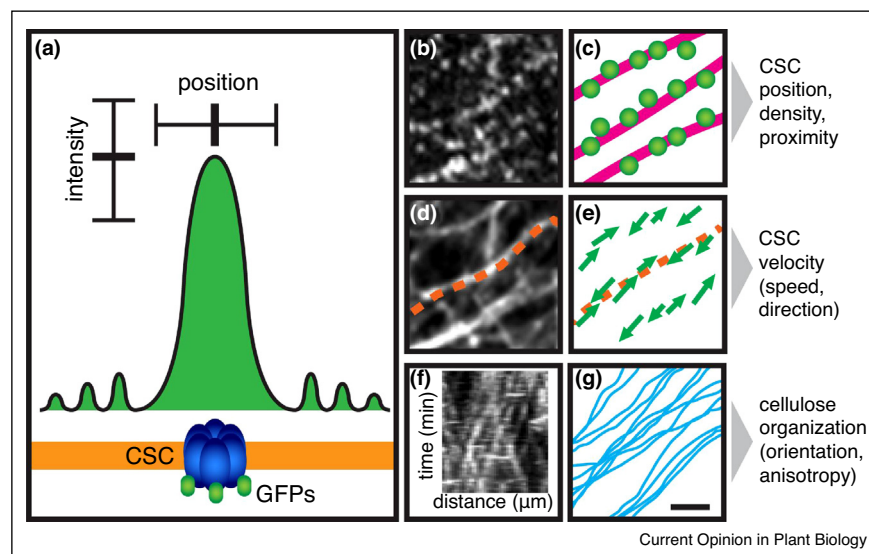 (a)
position
intensity
CSC
GFPs
(b)
(c)
CSC
position,
density,
proximity
(d)
(e)
CSC
velocity
(speed,
direction)
(f)
time (min)
distance (µm)
(g)
cellulose
organization
(orientation,
anisotropy)
Current Opinion in Plant Biology